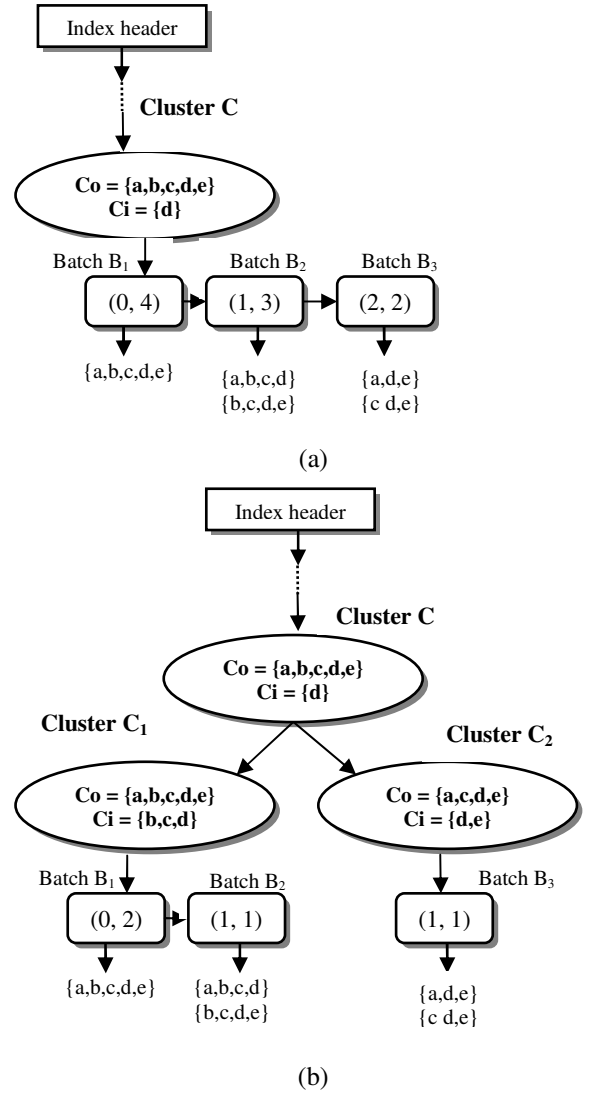 Index header
Cluster C
Co = {a,b,c,d,e}
Ci = {d}
Batch B₁ Batch B₂ Batch B₃
(0, 4) (1, 3) (2, 2)
{a,b,c,d,e} {a,b,c,d} {a,d,e}
{b,c,d,e} {c d,e}
(a)
Index header
Cluster C
Co = {a,b,c,d,e}
Ci = {d}
Cluster C₁ Cluster C₂
Co = {a,b,c,d,e} Co = {a,c,d,e}
Ci = {b,c,d} Ci = {d,e}
Batch B₁ Batch B₂ Batch B₃
(0, 2) (1, 1) (1, 1)
{a,b,c,d,e} {a,b,c,d} {a,d,e}
{b,c,d,e} {c d,e}
(b)